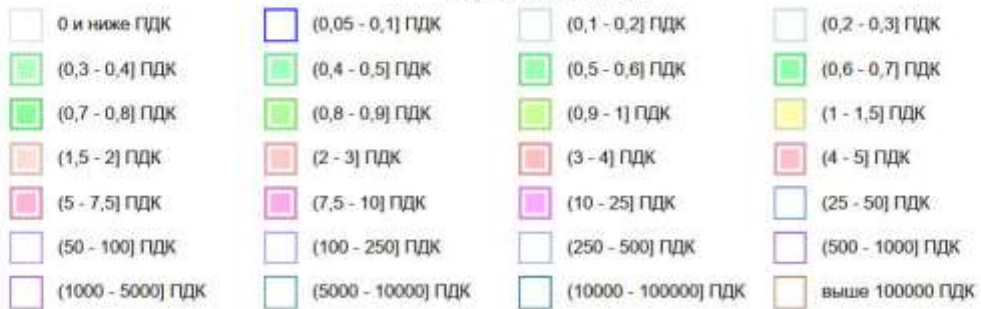 0 и ниже ПДК (0,05 - 0,1] ПДК (0,1 - 0,2] ПДК (0,2 - 0,3] ПДК
(0,3 - 0,4] ПДК (0,4 - 0,5] ПДК (0,5 - 0,6] ПДК (0,6 - 0,7] ПДК
(0,7 - 0,8] ПДК (0,8 - 0,9] ПДК (0,9 - 1] ПДК (1 - 1,5] ПДК
(1,5 - 2] ПДК (2 - 3] ПДК (3 - 4] ПДК (4 - 5] ПДК
(5 - 7,5] ПДК (7,5 - 10] ПДК (10 - 25] ПДК (25 - 50] ПДК
(50 - 100] ПДК (100 - 250] ПДК (250 - 500] ПДК (500 - 1000] ПДК
(1000 - 5000] ПДК (5000 - 10000] ПДК (10000 - 100000] ПДК выше 100000 ПДК